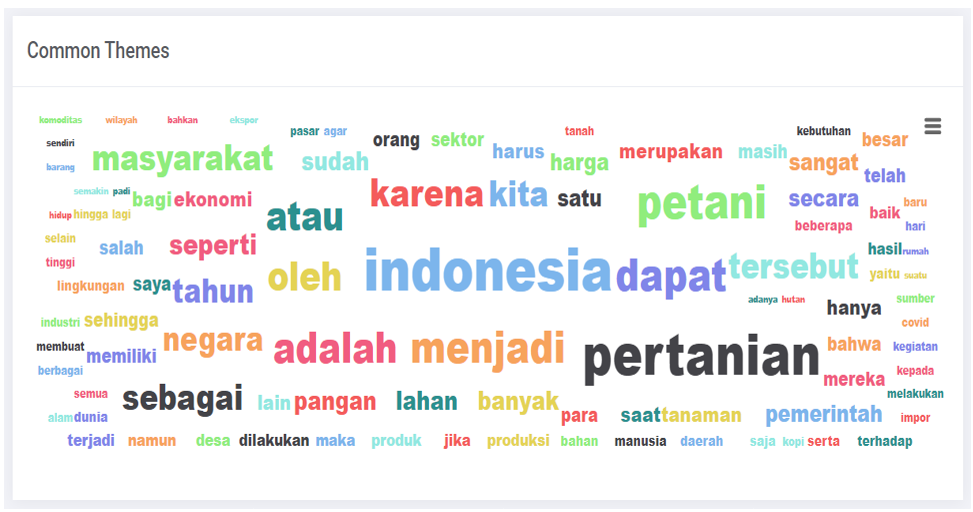 Common Themes
komoditas wilayah bahkan ekspor
pasar agar orang sektor tanah kebutuhan besar
sendiri masyarakat sudah harus harga merupakan masih sangat
barang telah
semakin padi bagi ekonomi karena kita satu petani secara baru
hidup hingga lagi atau baik
beberapa hari
selain salah seperti hasil rumah
tinggi oleh indonesia dapat tersebut yaitu suatu
lingkungan saya tahun
adanya hutan hanya sumber
industri sehingga covid
membuat memiliki negara adalah menjadi pertanian bahwa kegiatan
berbagai mereka kepada
semua sebagai lain pangan lahan banyak melakukan
alam dunia para saat tanaman pemerintah impor
terjadi namun desa dilakukan maka produk jika produksi bahan manusia daerah saja kopi serta terhadap